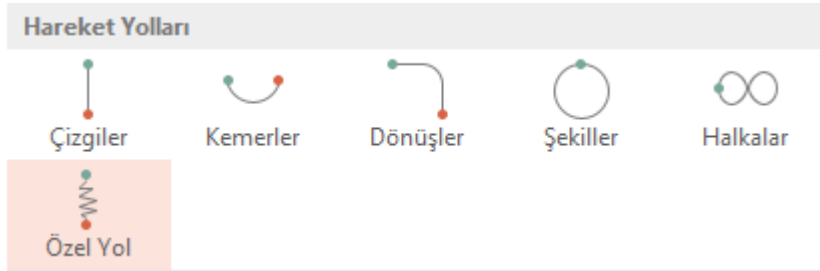 Hareket Yolları
Çizgiler Kemerler Dönüşler Şekiller Halkalar
Özel Yol